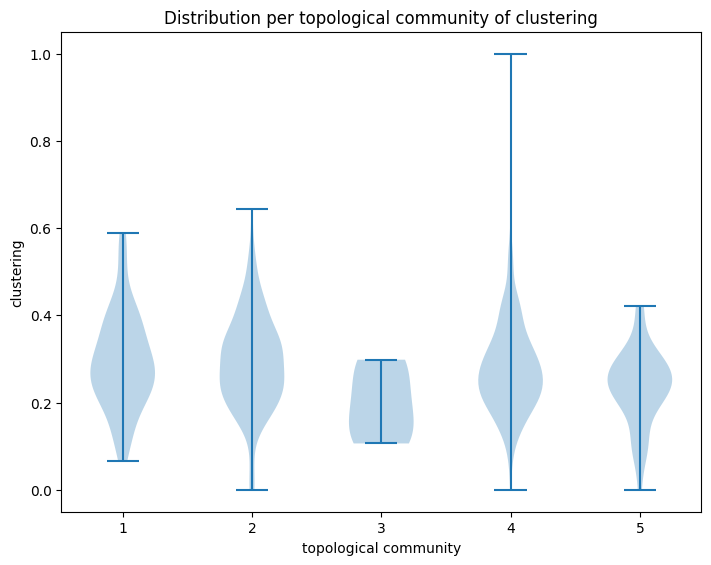 Distribution per topological community of clustering
1.0
0.8
0.6
0.4
0.2
0.0
clustering
1 2 3 4 5
topological community